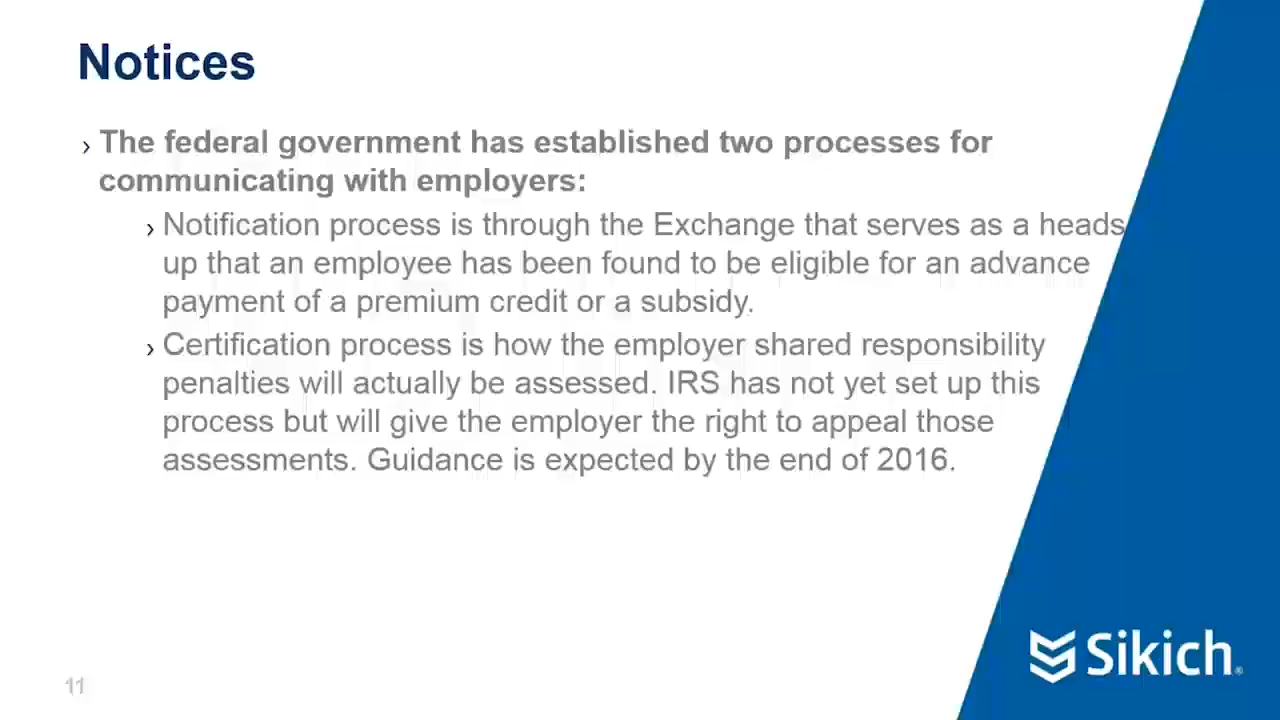 Notices
› The federal government has established two processes for
communicating with employers:
› Notification process is through the Exchange that serves as a heads
up that an employee has been found to be eligible for an advance
payment of a premium credit or a subsidy.
› Certification process is how the employer shared responsibility
penalties will actually be assessed. IRS has not yet set up this
process but will give the employer the right to appeal those
assessments. Guidance is expected by the end of 2016.
Sikich®
11